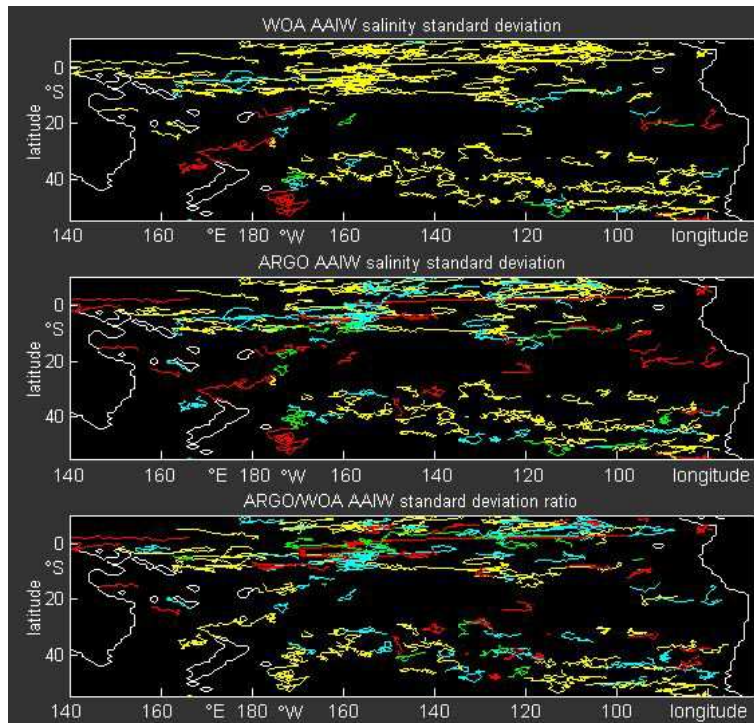 WOA AAIW salinity standard deviation
0
°S
20
40
latitude
140 160 °E 180 °W 160 140 120 100 longitude
ARGO AAIW salinity standard deviation
0
°S
20
40
latitude
140 160 °E 180 °W 160 140 120 100 longitude
ARGO/WOA AAIW standard deviation ratio
0
°S
20
40
latitude
140 160 °E 180 °W 160 140 120 100 longitude